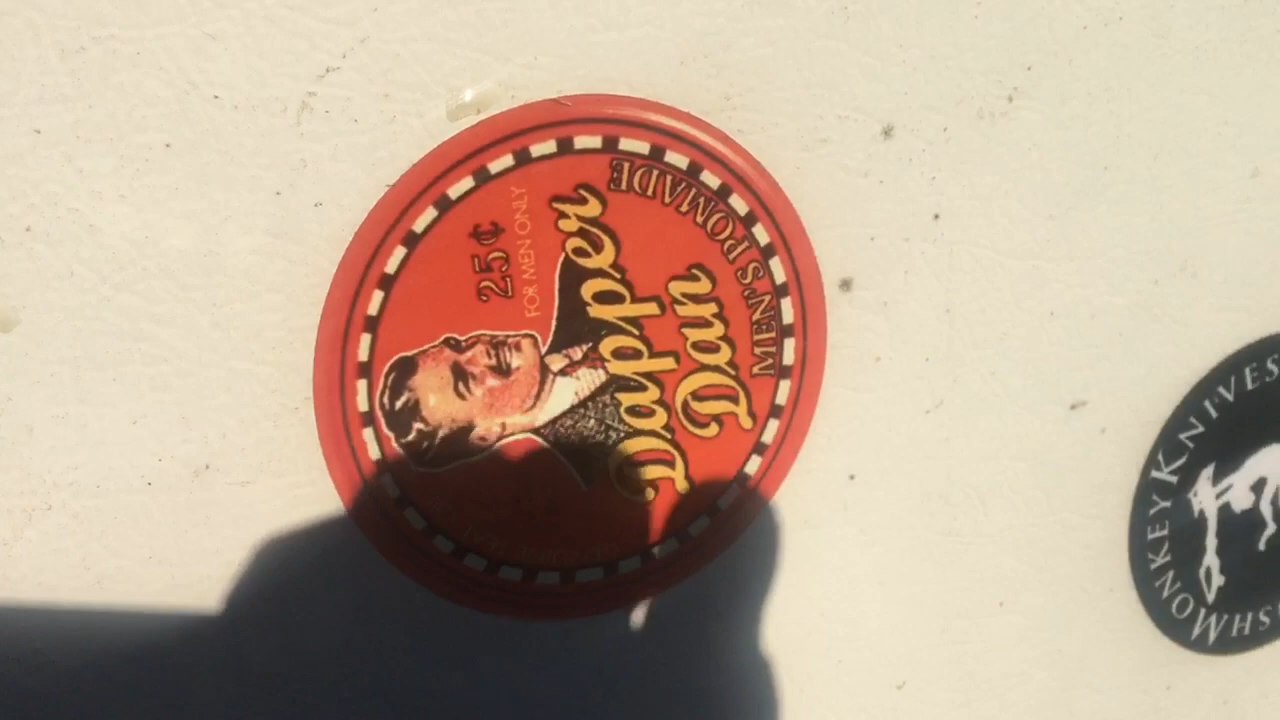 25¢
FOR MEN ONLY
Dapper
Dan
MEN'S POMADE
MONKEY KNIVES